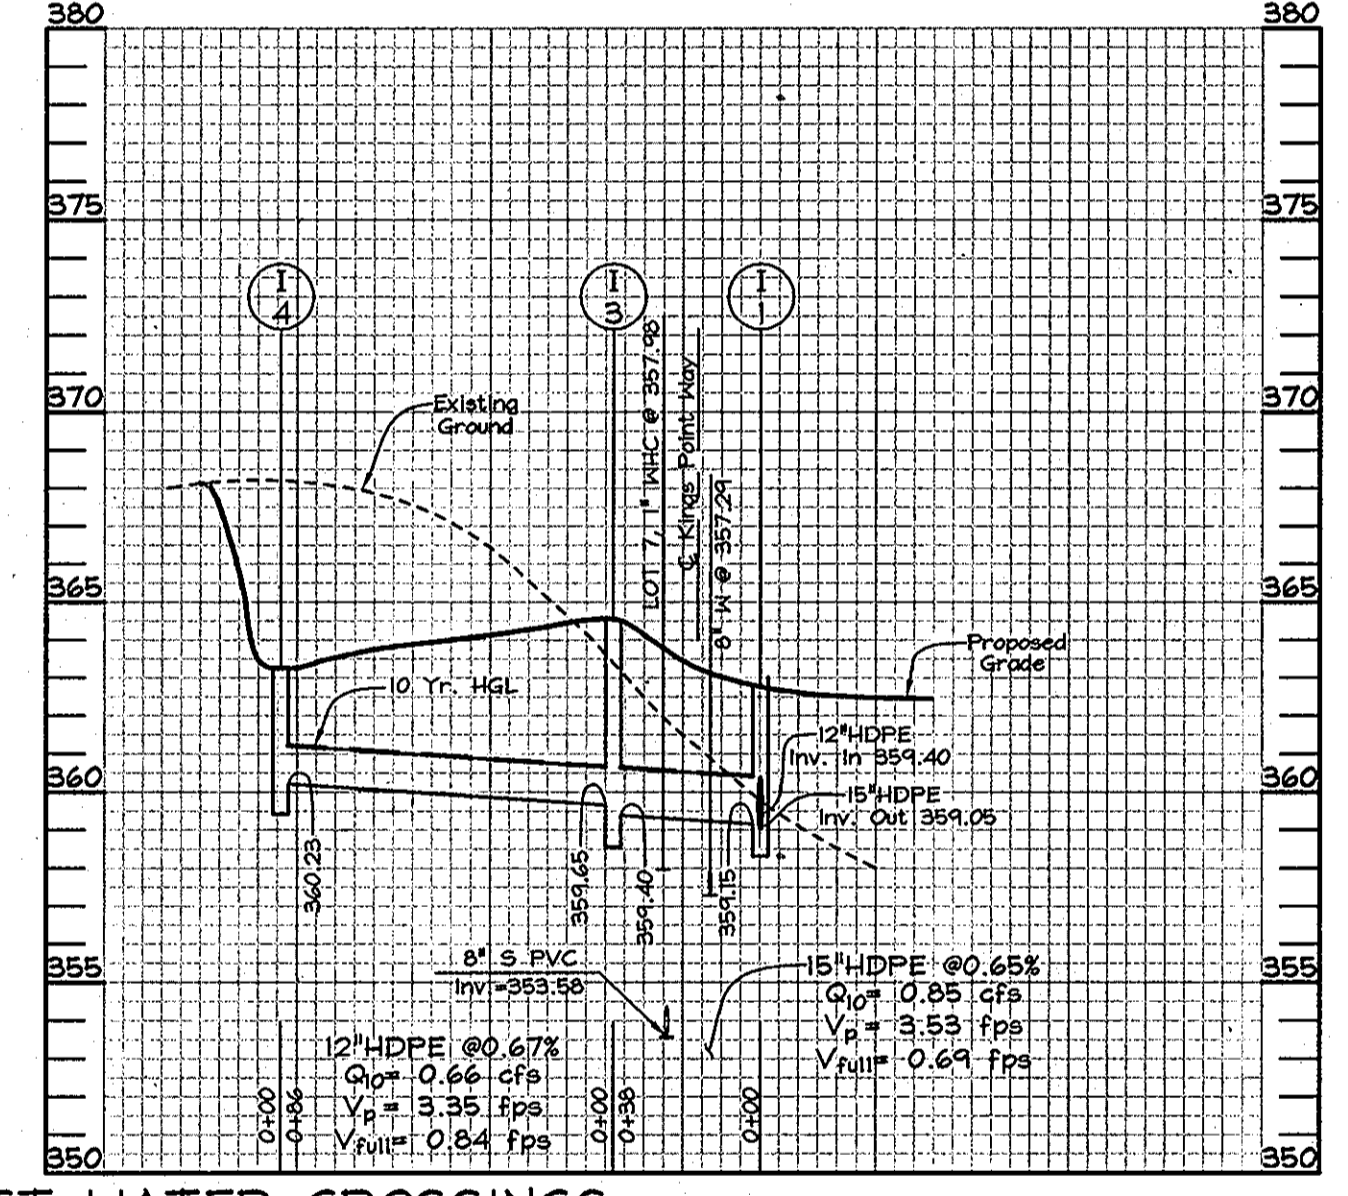 380
380
375
375
I
4
I
3
I
1
LOT 7, 1" WHC @ 357.98
℄ Kings Point Way
8" W @ 357.29
370
370
Existing
Ground
365
365
Proposed
Grade
10 Yr. HGL
12"HDPE
Inv. In 359.40
360
360
15"HDPE
Inv. Out 359.05
360.23
359.65
359.40
359.15
8" S PVC
Inv.=353.58
355
355
15"HDPE @0.65%
Q10= 0.85 cfs
Vp = 3.53 fps
Vfull= 0.69 fps
12"HDPE @0.67%
Q10= 0.66 cfs
Vp = 3.35 fps
Vfull= 0.84 fps
0+00
0+86
0+00
0+38
0+00
350
350